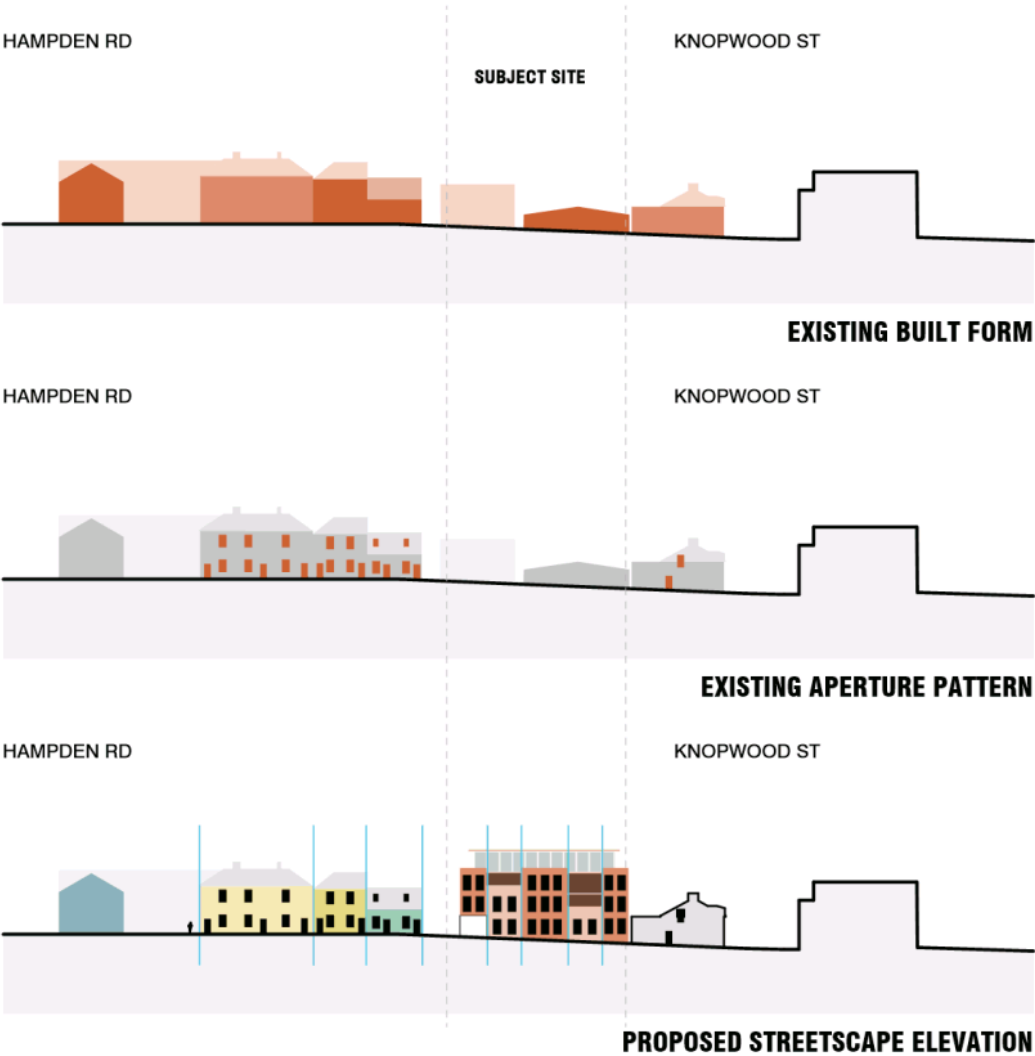 HAMPDEN RD
KNOPWOOD ST
SUBJECT SITE
EXISTING BUILT FORM
HAMPDEN RD
KNOPWOOD ST
EXISTING APERTURE PATTERN
HAMPDEN RD
KNOPWOOD ST
PROPOSED STREETSCAPE ELEVATION